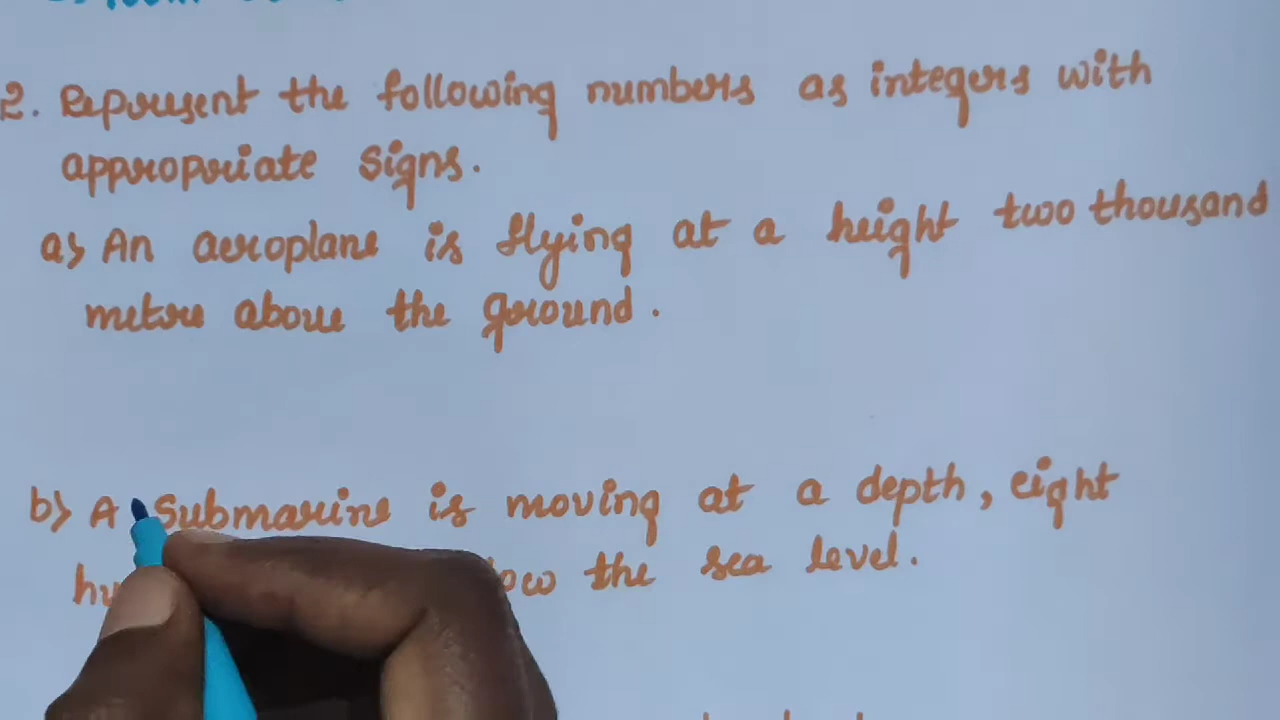 2. Represent the following numbers as integers with
appropriate signs.
a) An aeroplane is flying at a height two thousand
metre above the ground.
b) A submarine is moving at a depth, eight
the sea level.